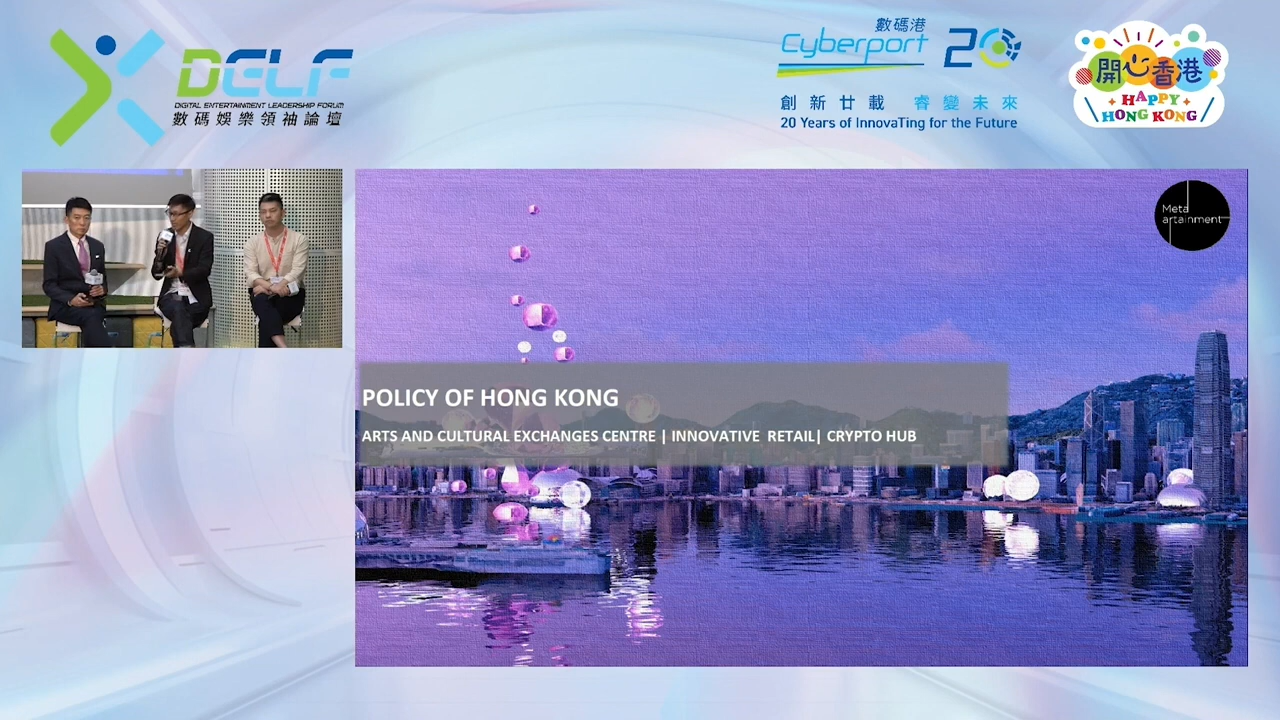 DELF
DIGITAL ENTERTAINMENT LEADERSHIP FORUM
數碼娛樂領袖論壇
數碼港
Cyberport 20
創新廿載 睿變未來
20 Years of InnovaTing for the Future
開心香港
HAPPY
HONG KONG
Meta
artainment
POLICY OF HONG KONG
ARTS AND CULTURAL EXCHANGES CENTRE | INNOVATIVE RETAIL| CRYPTO HUB